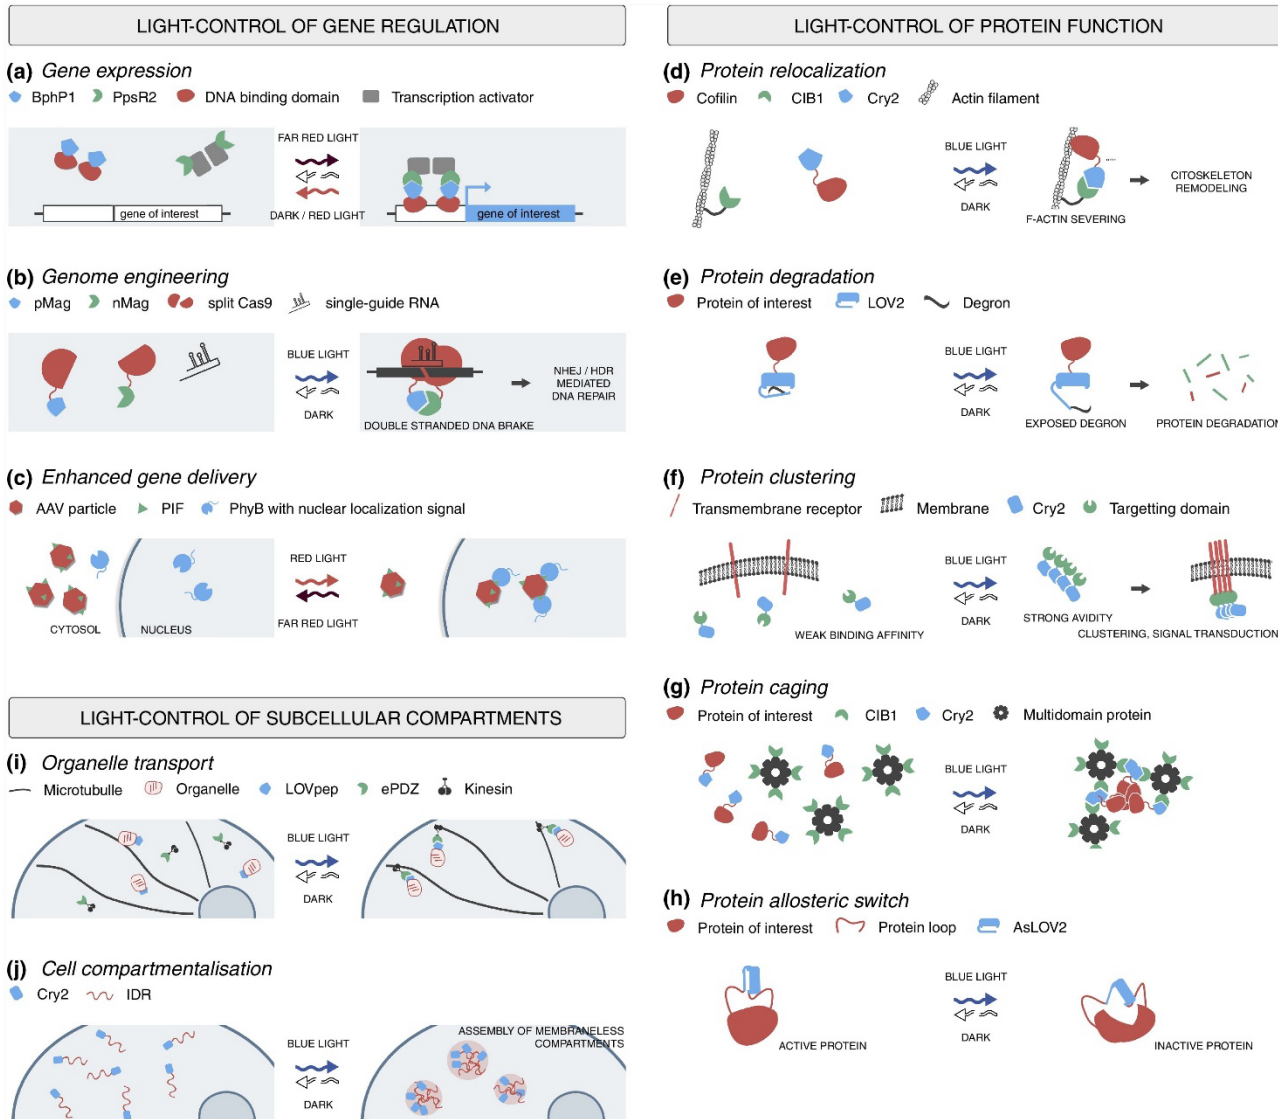 LIGHT-CONTROL OF GENE REGULATION
(a) Gene expression
BphP1 PpsR2 DNA binding domain Transcription activator
FAR RED LIGHT
DARK / RED LIGHT
gene of interest
gene of interest
(b) Genome engineering
pMag nMag split Cas9 single-guide RNA
BLUE LIGHT
DARK
DOUBLE STRANDED DNA BRAKE
NHEJ / HDR
MEDIATED
DNA REPAIR
(c) Enhanced gene delivery
AAV particle PIF PhyB with nuclear localization signal
CYTOSOL
NUCLEUS
RED LIGHT
FAR RED LIGHT
LIGHT-CONTROL OF SUBCELLULAR COMPARTMENTS
(i) Organelle transport
Microtubulle Organelle LOVpep ePDZ Kinesin
BLUE LIGHT
DARK
(j) Cell compartmentalisation
Cry2 IDR
BLUE LIGHT
DARK
ASSEMBLY OF MEMBRANELESS
COMPARTMENTS
LIGHT-CONTROL OF PROTEIN FUNCTION
(d) Protein relocalization
Cofilin CIB1 Cry2 Actin filament
BLUE LIGHT
DARK
F-ACTIN SEVERING
CITOSKELETON
REMODELING
(e) Protein degradation
Protein of interest LOV2 Degron
BLUE LIGHT
DARK
EXPOSED DEGRON
PROTEIN DEGRADATION
(f) Protein clustering
Transmembrane receptor Membrane Cry2 Targetting domain
WEAK BINDING AFFINITY
BLUE LIGHT
DARK
STRONG AVIDITY
CLUSTERING, SIGNAL TRANSDUCTION
(g) Protein caging
Protein of interest CIB1 Cry2 Multidomain protein
BLUE LIGHT
DARK
(h) Protein allosteric switch
Protein of interest Protein loop AsLOV2
BLUE LIGHT
DARK
ACTIVE PROTEIN
INACTIVE PROTEIN